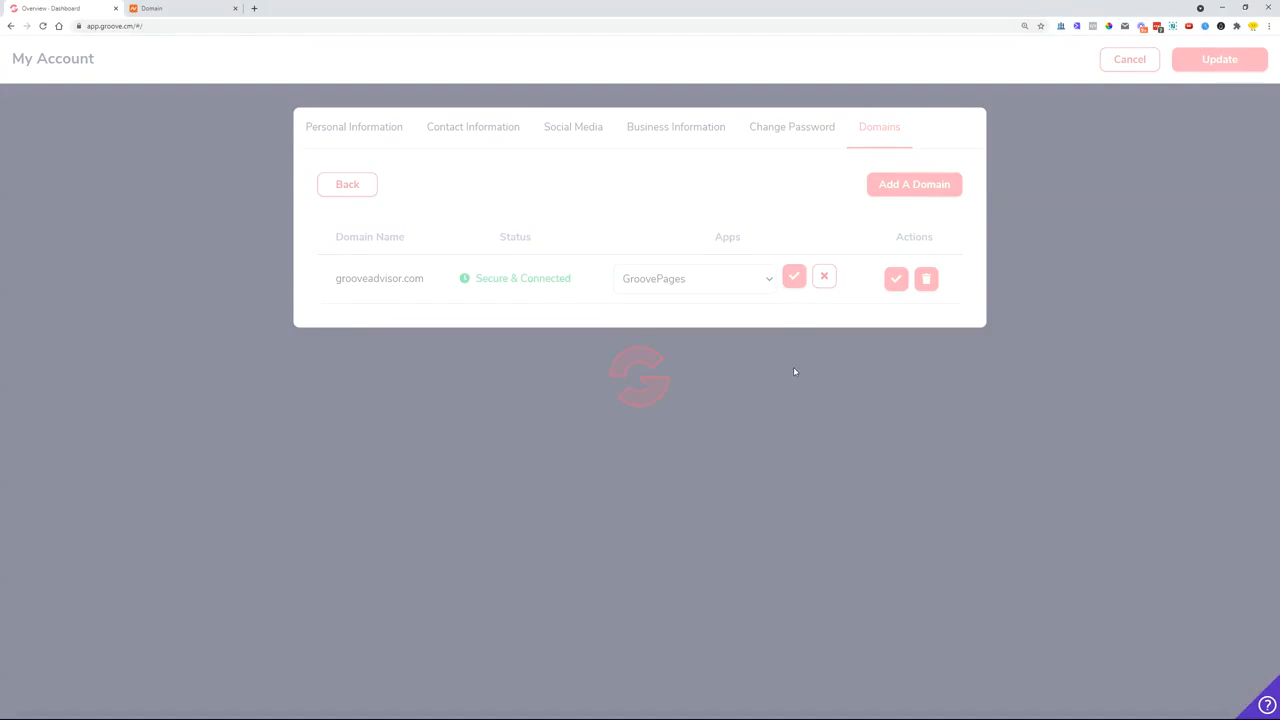 Overview - Dashboard
Domain
app.groove.cm/#/
My Account
Cancel
Update
Personal Information
Contact Information
Social Media
Business Information
Change Password
Domains
Back
Add A Domain
Domain Name
Status
Apps
Actions
grooveadvisor.com
Secure & Connected
GroovePages